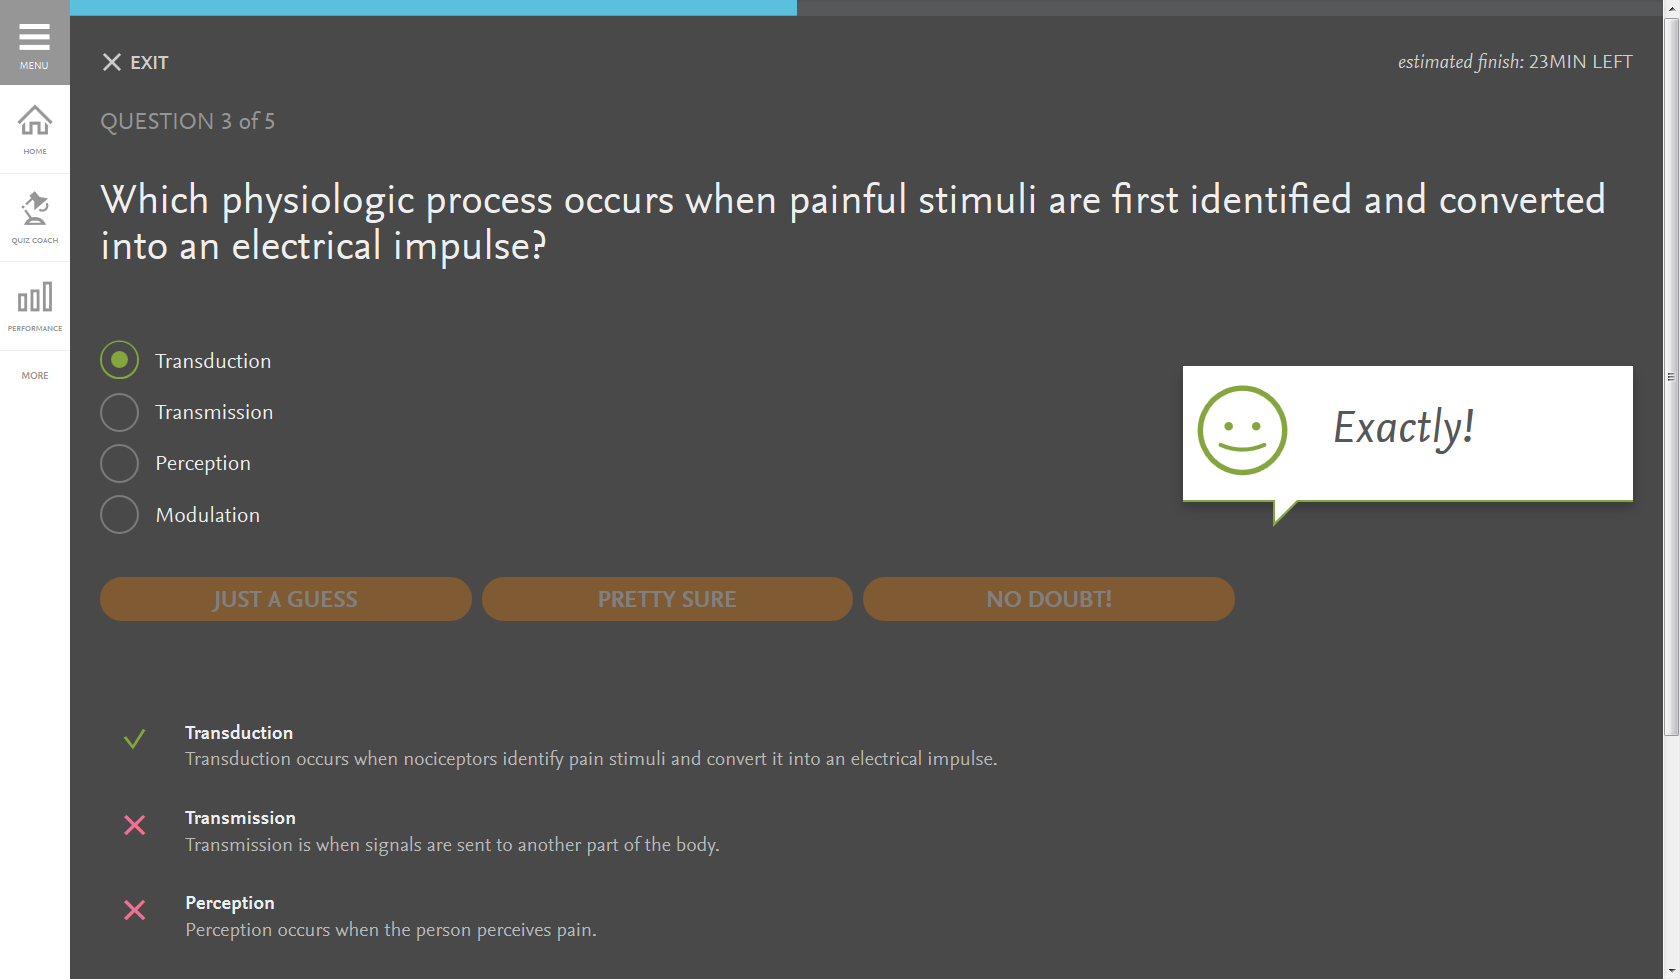 MENU
HOME
QUIZ COACH
PERFORMANCE
MORE
EXIT
estimated finish: 23MIN LEFT
QUESTION 3 of 5
Which physiologic process occurs when painful stimuli are first identified and converted
into an electrical impulse?
Transduction
Transmission
Perception
Modulation
Exactly!
JUST A GUESS
PRETTY SURE
NO DOUBT!
Transduction
Transduction occurs when nociceptors identify pain stimuli and convert it into an electrical impulse.
Transmission
Transmission is when signals are sent to another part of the body.
Perception
Perception occurs when the person perceives pain.